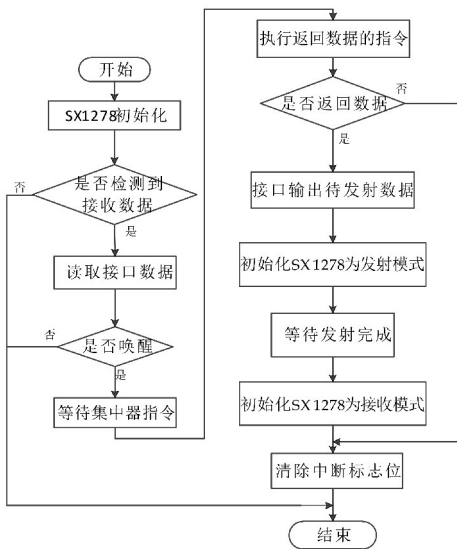 开始
SX1278初始化
是否检测到
接收数据
否
是
读取接口数据
是否唤醒
否
是
等待集中器指令
执行返回数据的指令
是否返回数据
否
是
接口输出待发射数据
初始化SX1278为发射模式
等待发射完成
初始化SX1278为接收模式
清除中断标志位
结束